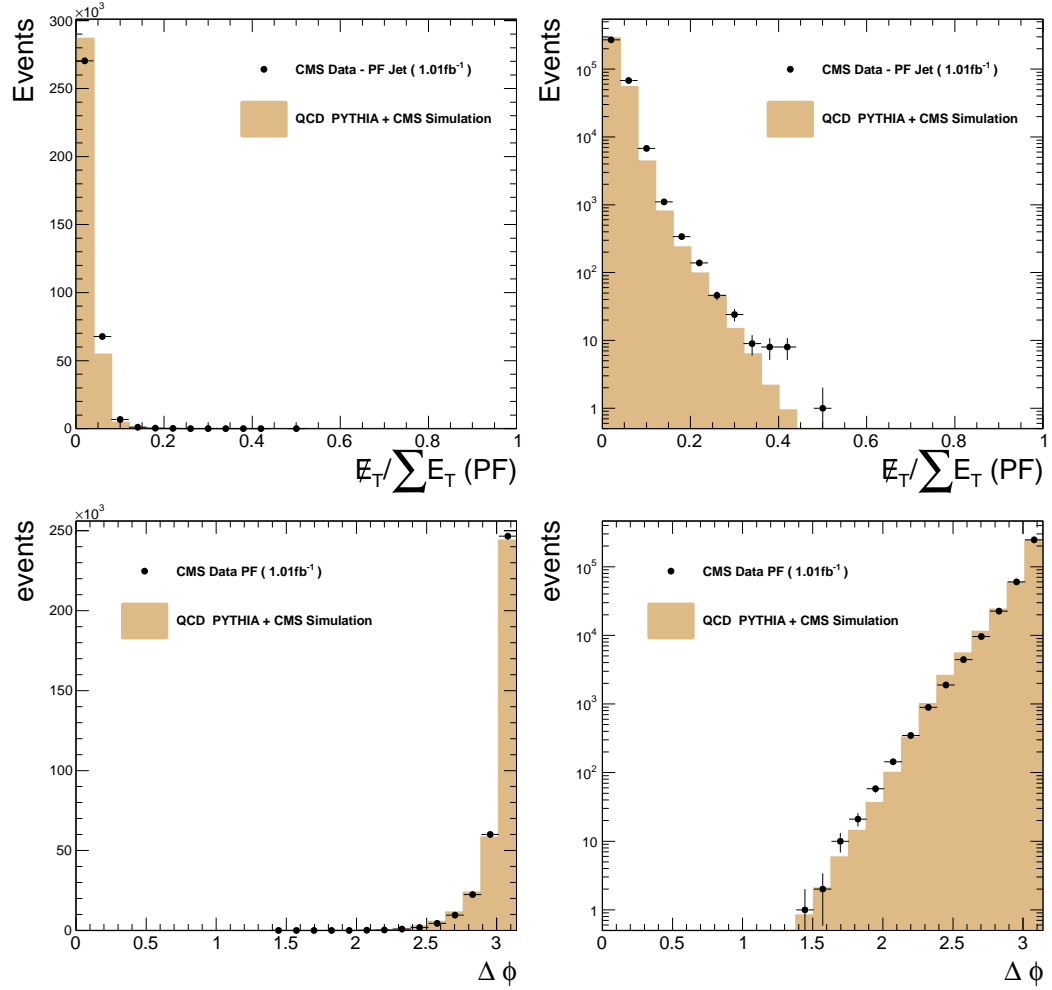 ×10³
Events
300
250
200
150
100
50
0
CMS Data - PF Jet ( 1.01fb⁻¹)
QCD PYTHIA + CMS Simulation
0 0.2 0.4 0.6 0.8 1
E̸_T/∑E_T (PF)
Events
10⁵
10⁴
10³
10²
10
1
CMS Data - PF Jet ( 1.01fb⁻¹)
QCD PYTHIA + CMS Simulation
0 0.2 0.4 0.6 0.8 1
E̸_T/∑E_T (PF)
×10³
events
250
200
150
100
50
0
CMS Data PF ( 1.01fb⁻¹)
QCD PYTHIA + CMS Simulation
0 0.5 1 1.5 2 2.5 3
Δ ϕ
events
10⁵
10⁴
10³
10²
10
1
CMS Data PF ( 1.01fb⁻¹)
QCD PYTHIA + CMS Simulation
0 0.5 1 1.5 2 2.5 3
Δ ϕ